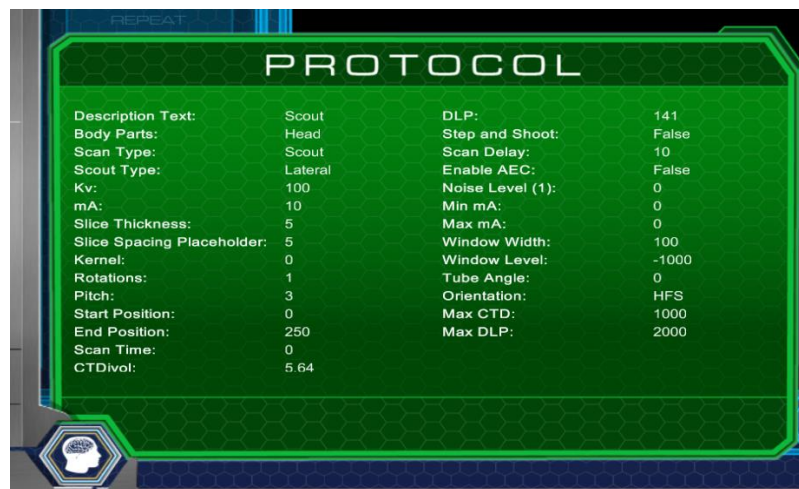 REPEAT
PROTOCOL
Description Text: Scout
Body Parts: Head
Scan Type: Scout
Scout Type: Lateral
Kv: 100
mA: 10
Slice Thickness: 5
Slice Spacing Placeholder: 5
Kernel: 0
Rotations: 1
Pitch: 3
Start Position: 0
End Position: 250
Scan Time: 0
CTDivol: 5.64
DLP: 141
Step and Shoot: False
Scan Delay: 10
Enable AEC: False
Noise Level (1): 0
Min mA: 0
Max mA: 0
Window Width: 100
Window Level: -1000
Tube Angle: 0
Orientation: HFS
Max CTD: 1000
Max DLP: 2000